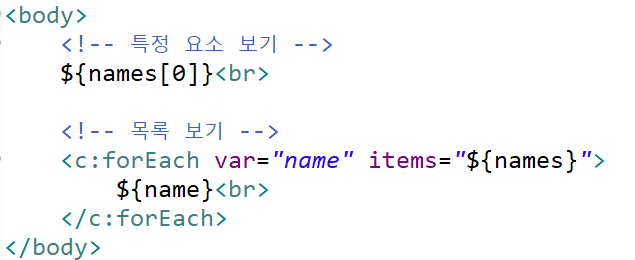 <body>
    <!-- 특정 요소 보기 -->
    ${names[0]}<br>

    <!-- 목록 보기 -->
    <c:forEach var="name" items="${names}">
        ${name}<br>
    </c:forEach>
</body>